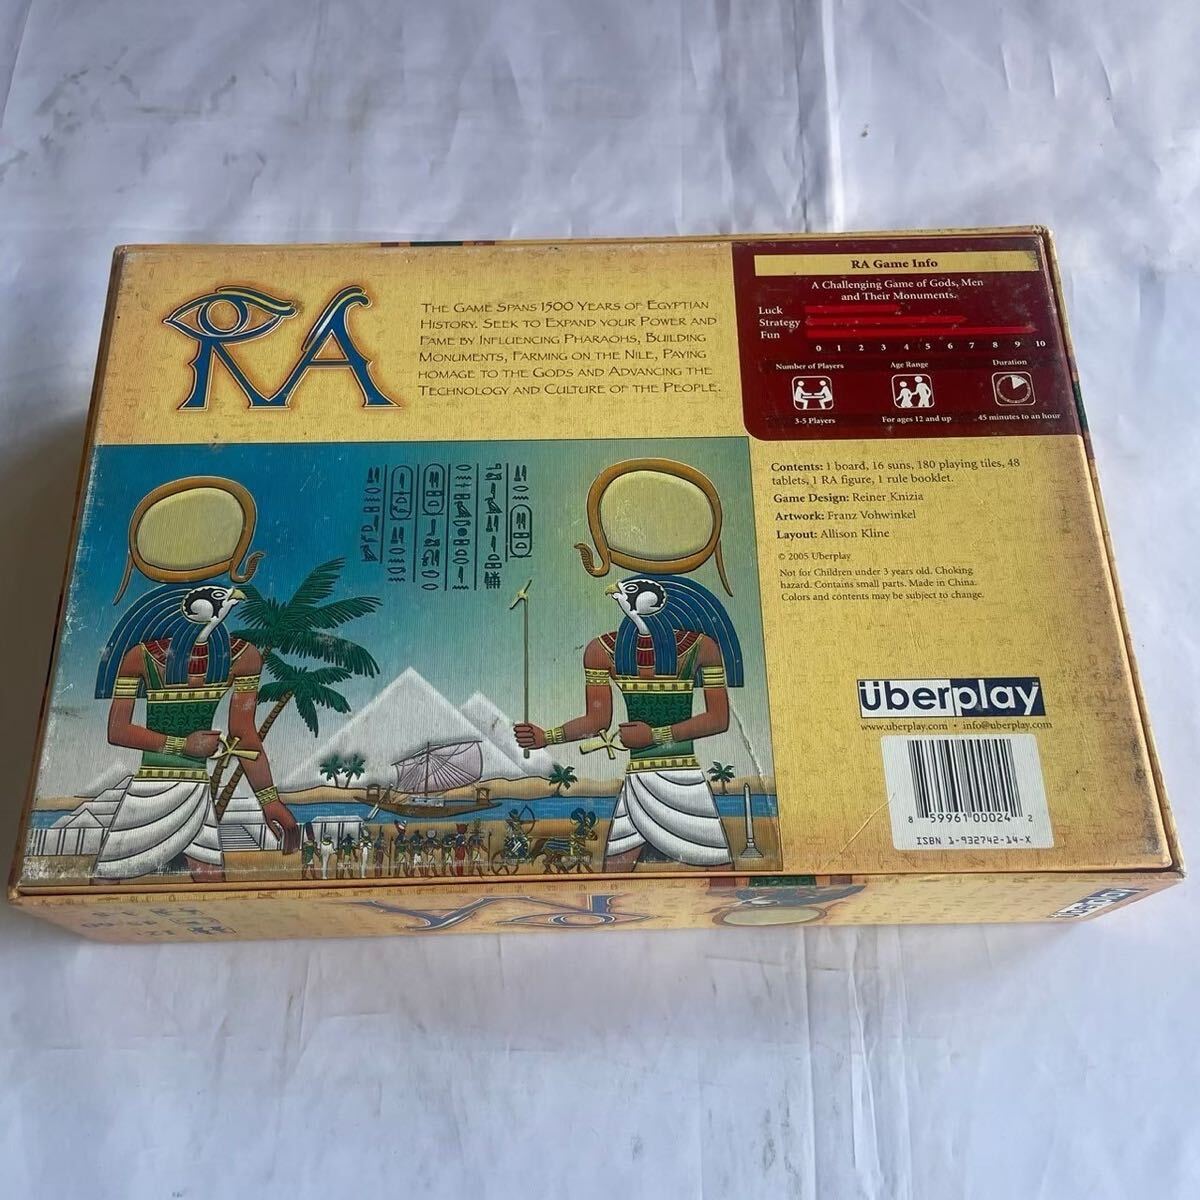 RA
THE GAME SPANS 1500 YEARS OF EGYPTIAN
HISTORY. SEEK TO EXPAND YOUR POWER AND
FAME BY INFLUENCING PHARAOHS, BUILDING
MONUMENTS, FARMING ON THE NILE, PAYING
HOMAGE TO THE GODS AND ADVANCING THE
TECHNOLOGY AND CULTURE OF THE PEOPLE.
RA Game Info
A Challenging Game of Gods, Men
and Their Monuments.
Luck
Strategy
Fun
0 1 2 3 4 5 6 7 8 9 10
Number of Players Age Range Duration
3-5 Players For ages 12 and up 45 minutes to an hour
Contents: 1 board, 16 suns, 180 playing tiles, 48
tablets, 1 RA figure, 1 rule booklet.
Game Design: Reiner Knizia
Artwork: Franz Vohwinkel
Layout: Allison Kline
© 2005 Uberplay
Not for Children under 3 years old. Choking
hazard. Contains small parts. Made in China.
Colors and contents may be subject to change.
überplay™
www.uberplay.com • info@uberplay.com
8 59961 00024 2
ISBN 1-932742-14-X
RA
überplay